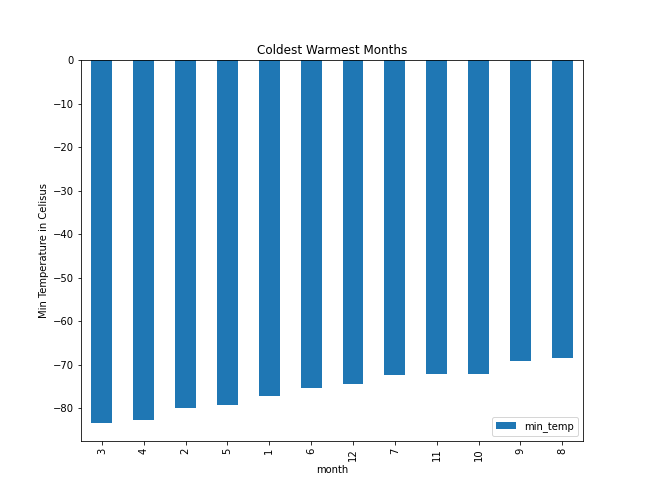 Coldest Warmest Months
0
−10
−20
−30
−40
−50
−60
−70
−80
Min Temperature in Celisus
min_temp
3 4 2 5 1 6 12 7 11 10 9 8
month